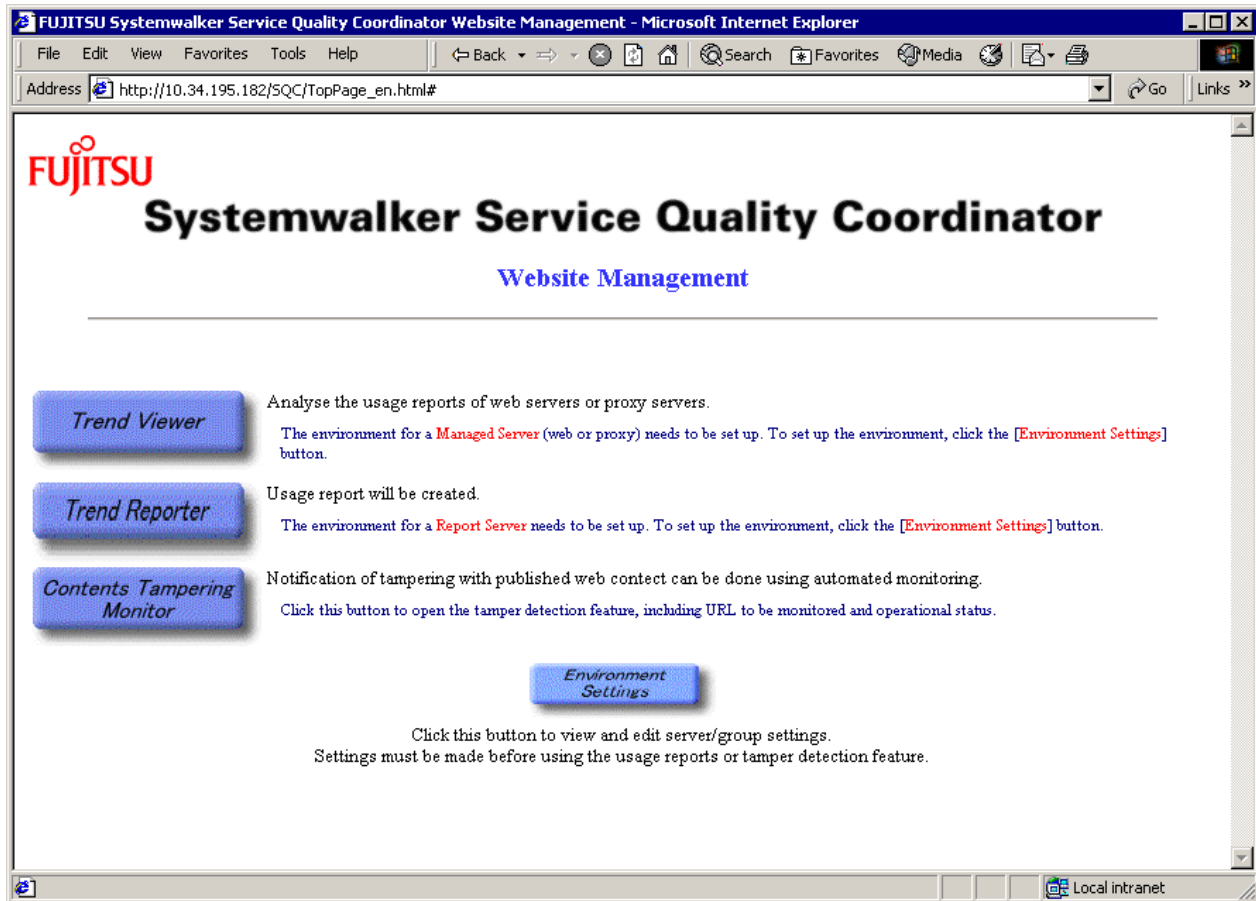 FUJITSU Systemwalker Service Quality Coordinator Website Management - Microsoft Internet Explorer
File Edit View Favorites Tools Help Back Search Favorites Media
Address http://10.34.195.182/SQC/TopPage_en.html# Go Links »
FUJITSU
Systemwalker Service Quality Coordinator
Website Management
Trend Viewer
Analyse the usage reports of web servers or proxy servers.
The environment for a Managed Server (web or proxy) needs to be set up. To set up the environment, click the [Environment Settings]
button.
Trend Reporter
Usage report will be created.
The environment for a Report Server needs to be set up. To set up the environment, click the [Environment Settings] button.
Contents Tampering
Monitor
Notification of tampering with published web contect can be done using automated monitoring.
Click this button to open the tamper detection feature, including URL to be monitored and operational status.
Environment
Settings
Click this button to view and edit server/group settings.
Settings must be made before using the usage reports or tamper detection feature.
Local intranet